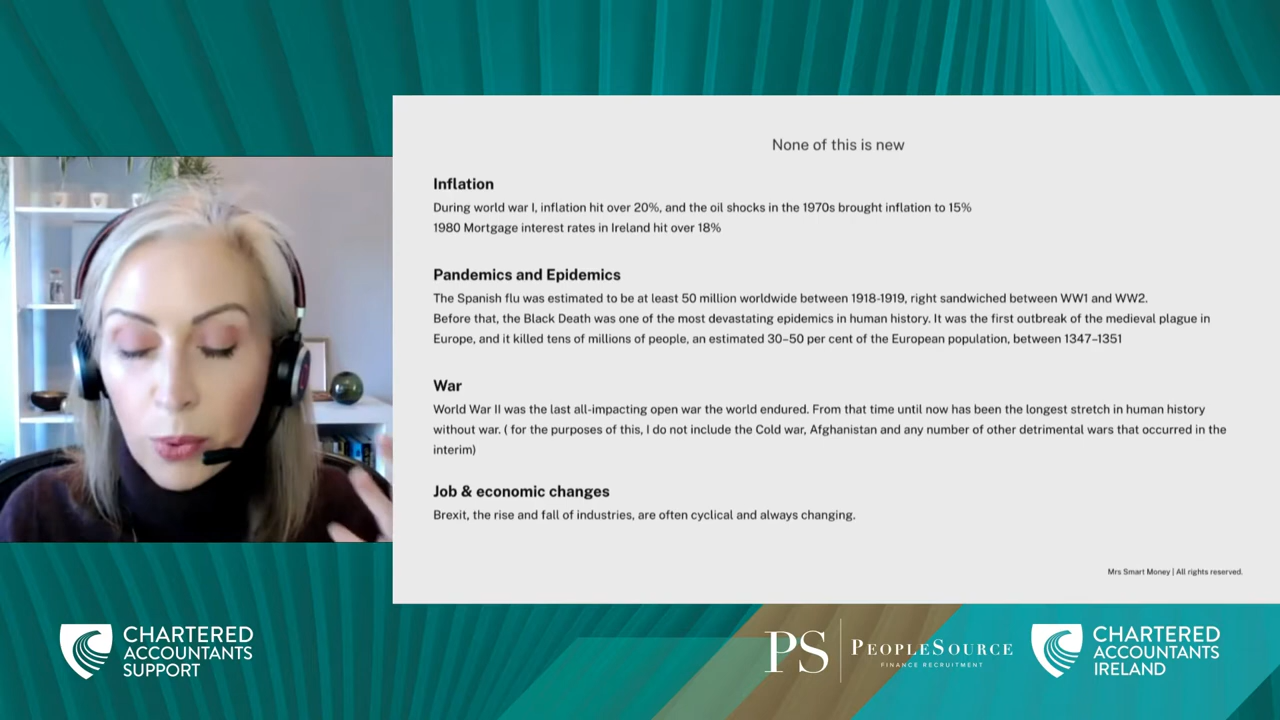 None of this is new
Inflation
During world war I, inflation hit over 20%, and the oil shocks in the 1970s brought inflation to 15%
1980 Mortgage interest rates in Ireland hit over 18%
Pandemics and Epidemics
The Spanish flu was estimated to be at least 50 million worldwide between 1918-1919, right sandwiched between WW1 and WW2.
Before that, the Black Death was one of the most devastating epidemics in human history. It was the first outbreak of the medieval plague in
Europe, and it killed tens of millions of people, an estimated 30–50 per cent of the European population, between 1347–1351
War
World War II was the last all-impacting open war the world endured. From that time until now has been the longest stretch in human history
without war. ( for the purposes of this, I do not include the Cold war, Afghanistan and any number of other detrimental wars that occurred in the
interim)
Job & economic changes
Brexit, the rise and fall of industries, are often cyclical and always changing.
Mrs Smart Money | All rights reserved.
CHARTERED
ACCOUNTANTS
SUPPORT
PS
PEOPLESOURCE
FINANCE RECRUITMENT
CHARTERED
ACCOUNTANTS
IRELAND